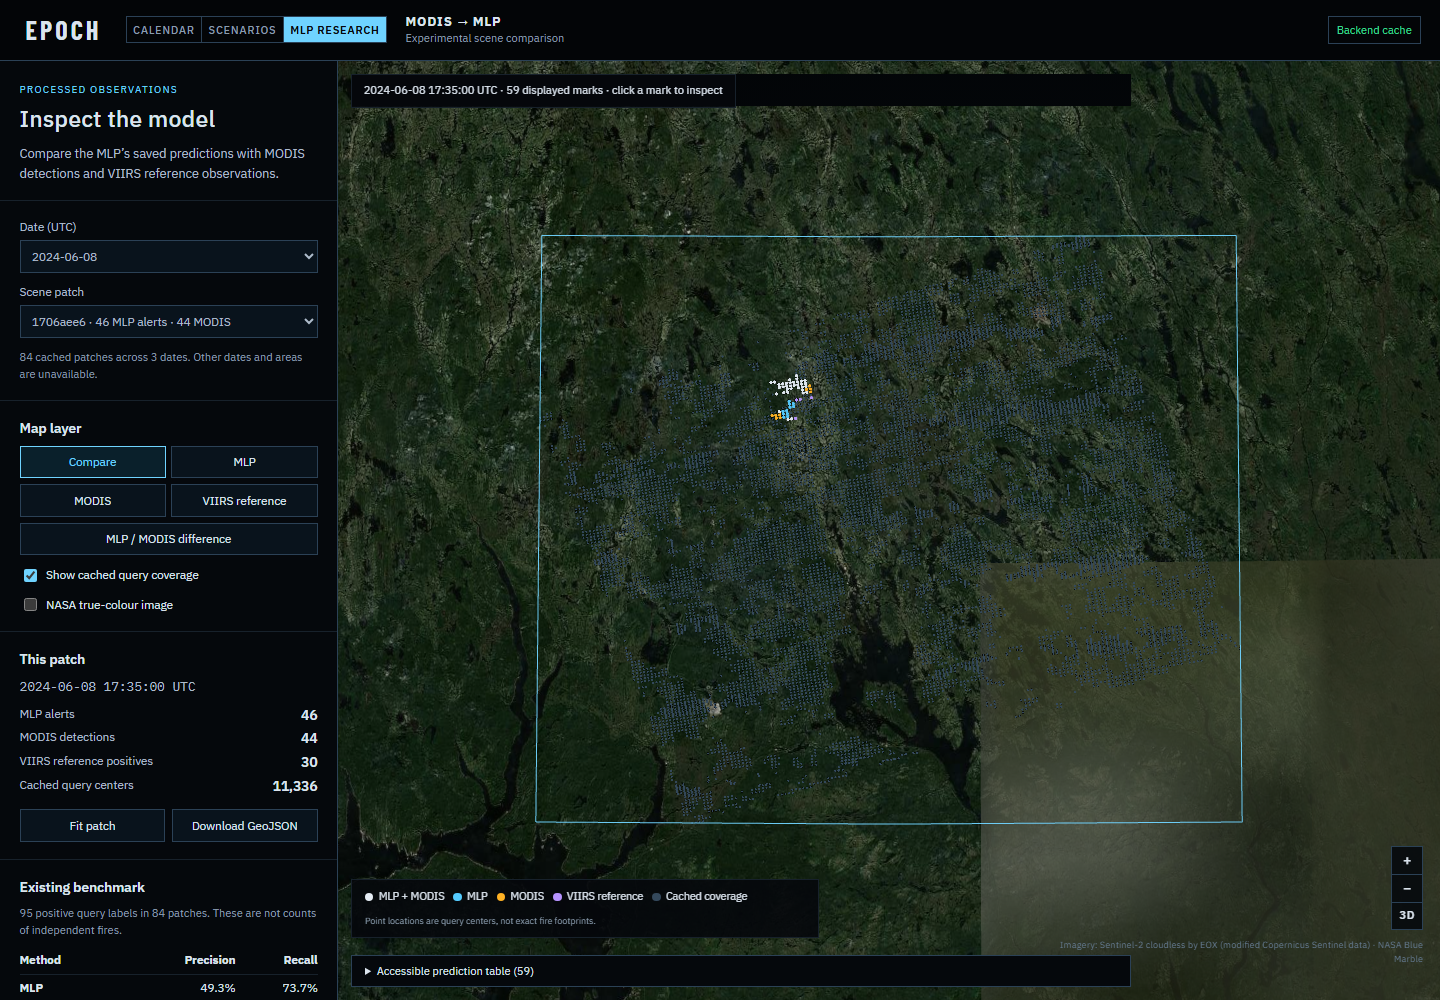 EPOCH
CALENDAR
SCENARIOS
MLP RESEARCH
MODIS → MLP
Experimental scene comparison
Backend cache
PROCESSED OBSERVATIONS
Inspect the model
Compare the MLP's saved predictions with MODIS
detections and VIIRS reference observations.
Date (UTC)
2024-06-08
Scene patch
1706aee6 · 46 MLP alerts · 44 MODIS
84 cached patches across 3 dates. Other dates and areas
are unavailable.
Map layer
Compare
MLP
MODIS
VIIRS reference
MLP / MODIS difference
Show cached query coverage
NASA true-colour image
This patch
2024-06-08 17:35:00 UTC
MLP alerts 46
MODIS detections 44
VIIRS reference positives 30
Cached query centers 11,336
Fit patch
Download GeoJSON
Existing benchmark
95 positive query labels in 84 patches. These are not counts
of independent fires.
Method Precision Recall
MLP 49.3% 73.7%
2024-06-08 17:35:00 UTC · 59 displayed marks · click a mark to inspect
MLP + MODIS MLP MODIS VIIRS reference Cached coverage
Point locations are query centers, not exact fire footprints.
Accessible prediction table (59)
+
−
3D
Imagery: Sentinel-2 cloudless by EOX (modified Copernicus Sentinel data) · NASA Blue
Marble